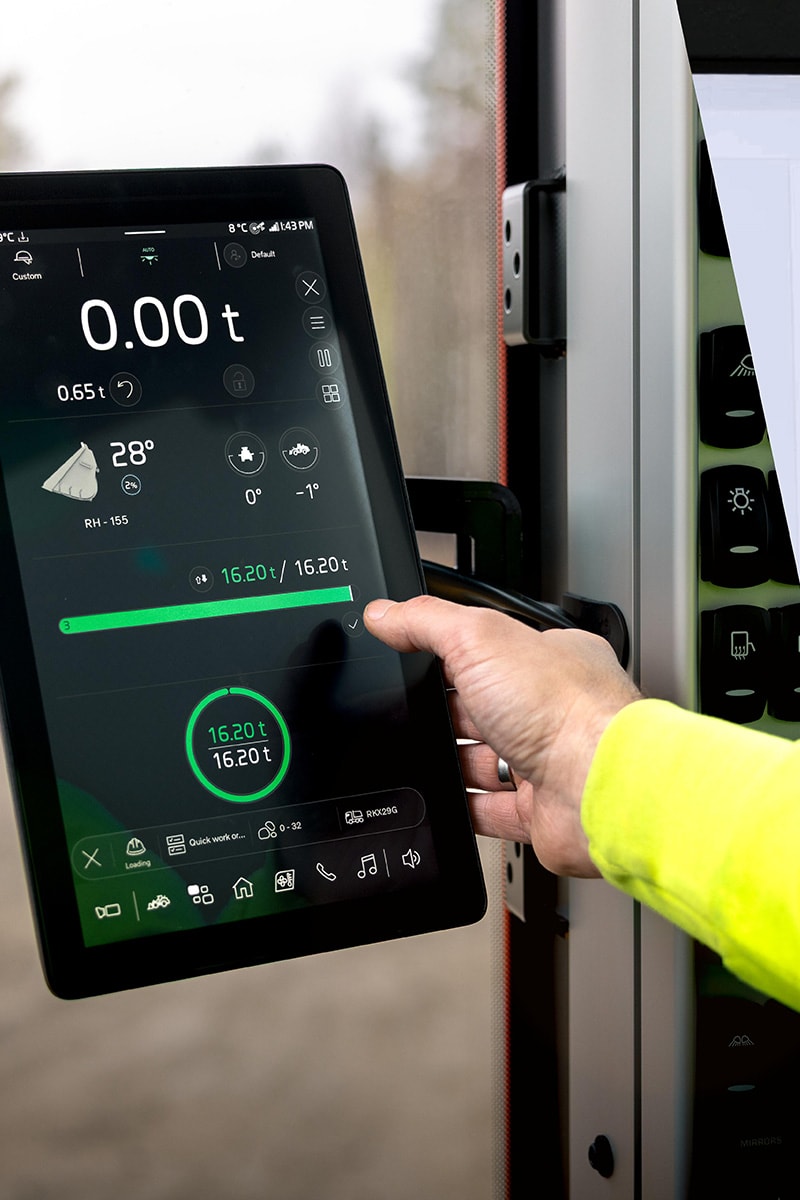 9°C 8°C 1:43 PM
Custom AUTO Default
0.00 t
0.65 t
28°
2%
0° -1°
RH - 155
16.20 t / 16.20 t
3
16.20 t
16.20 t
Loading Quick work or... 0 - 32 RKX29G
MIRRORS